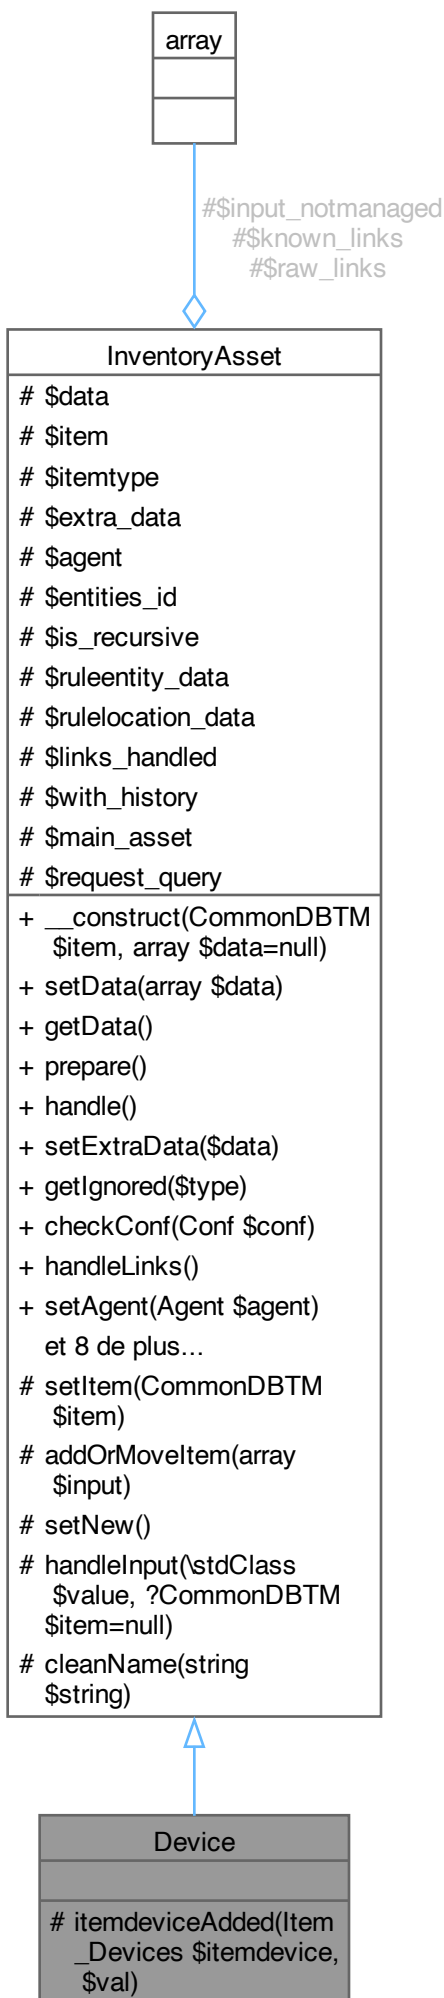 array
#$input_notmanaged
#$known_links
#$raw_links
InventoryAsset
# $data
# $item
# $itemtype
# $extra_data
# $agent
# $entities_id
# $is_recursive
# $ruleentity_data
# $rulelocation_data
# $links_handled
# $with_history
# $main_asset
# $request_query
+ __construct(CommonDBTM
$item, array $data=null)
+ setData(array $data)
+ getData()
+ prepare()
+ handle()
+ setExtraData($data)
+ getIgnored($type)
+ checkConf(Conf $conf)
+ handleLinks()
+ setAgent(Agent $agent)
et 8 de plus...
# setItem(CommonDBTM
$item)
# addOrMoveItem(array
$input)
# setNew()
# handleInput(\stdClass
$value, ?CommonDBTM
$item=null)
# cleanName(string
$string)
Device
# itemdeviceAdded(Item
_Devices $itemdevice,
$val)